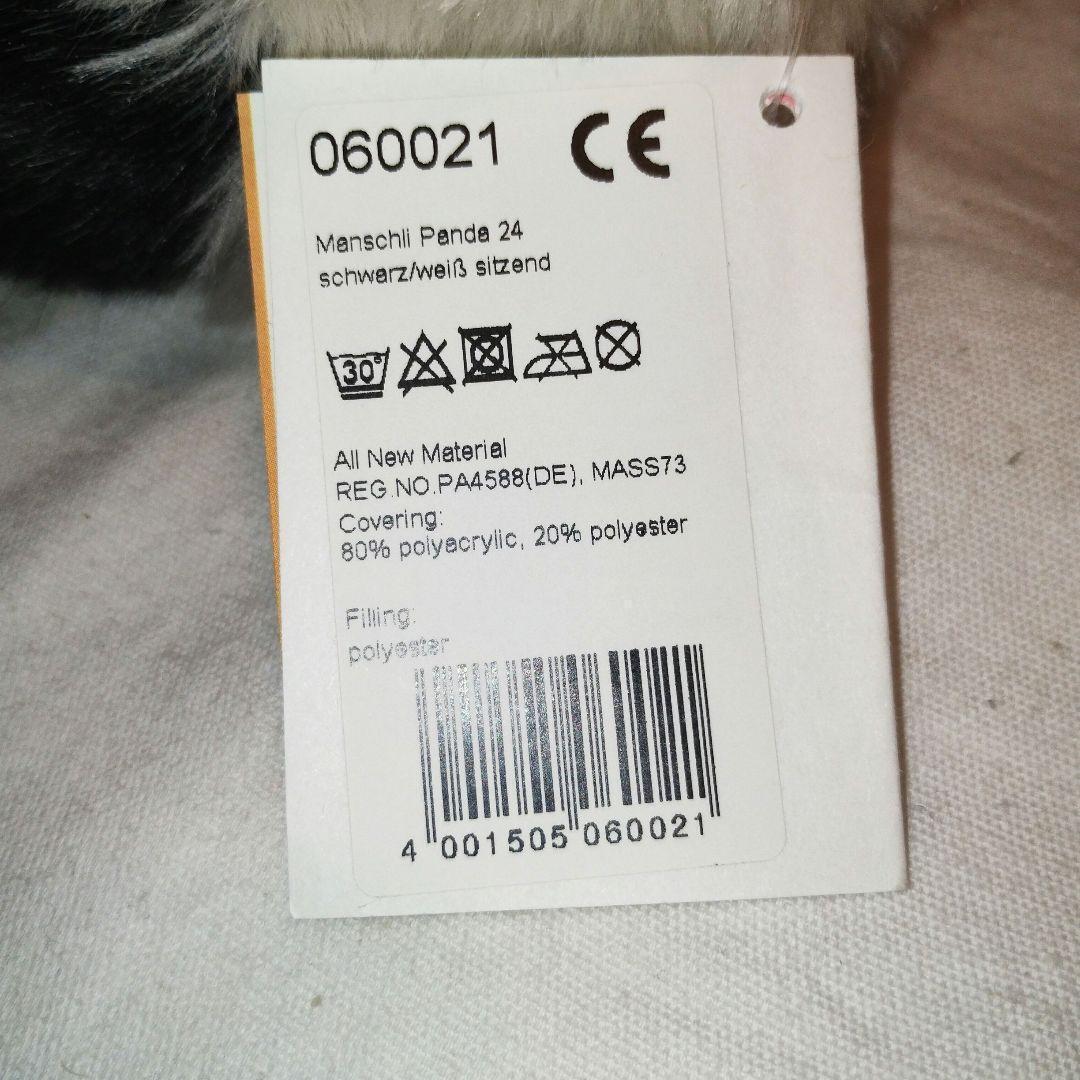 060021 CE
Manschli Panda 24
schwarz/weiß sitzend
30°
All New Material
REG.NO.PA4588(DE), MASS73
Covering:
80% polyacrylic, 20% polyester
Filling:
polyester
4 001505 060021